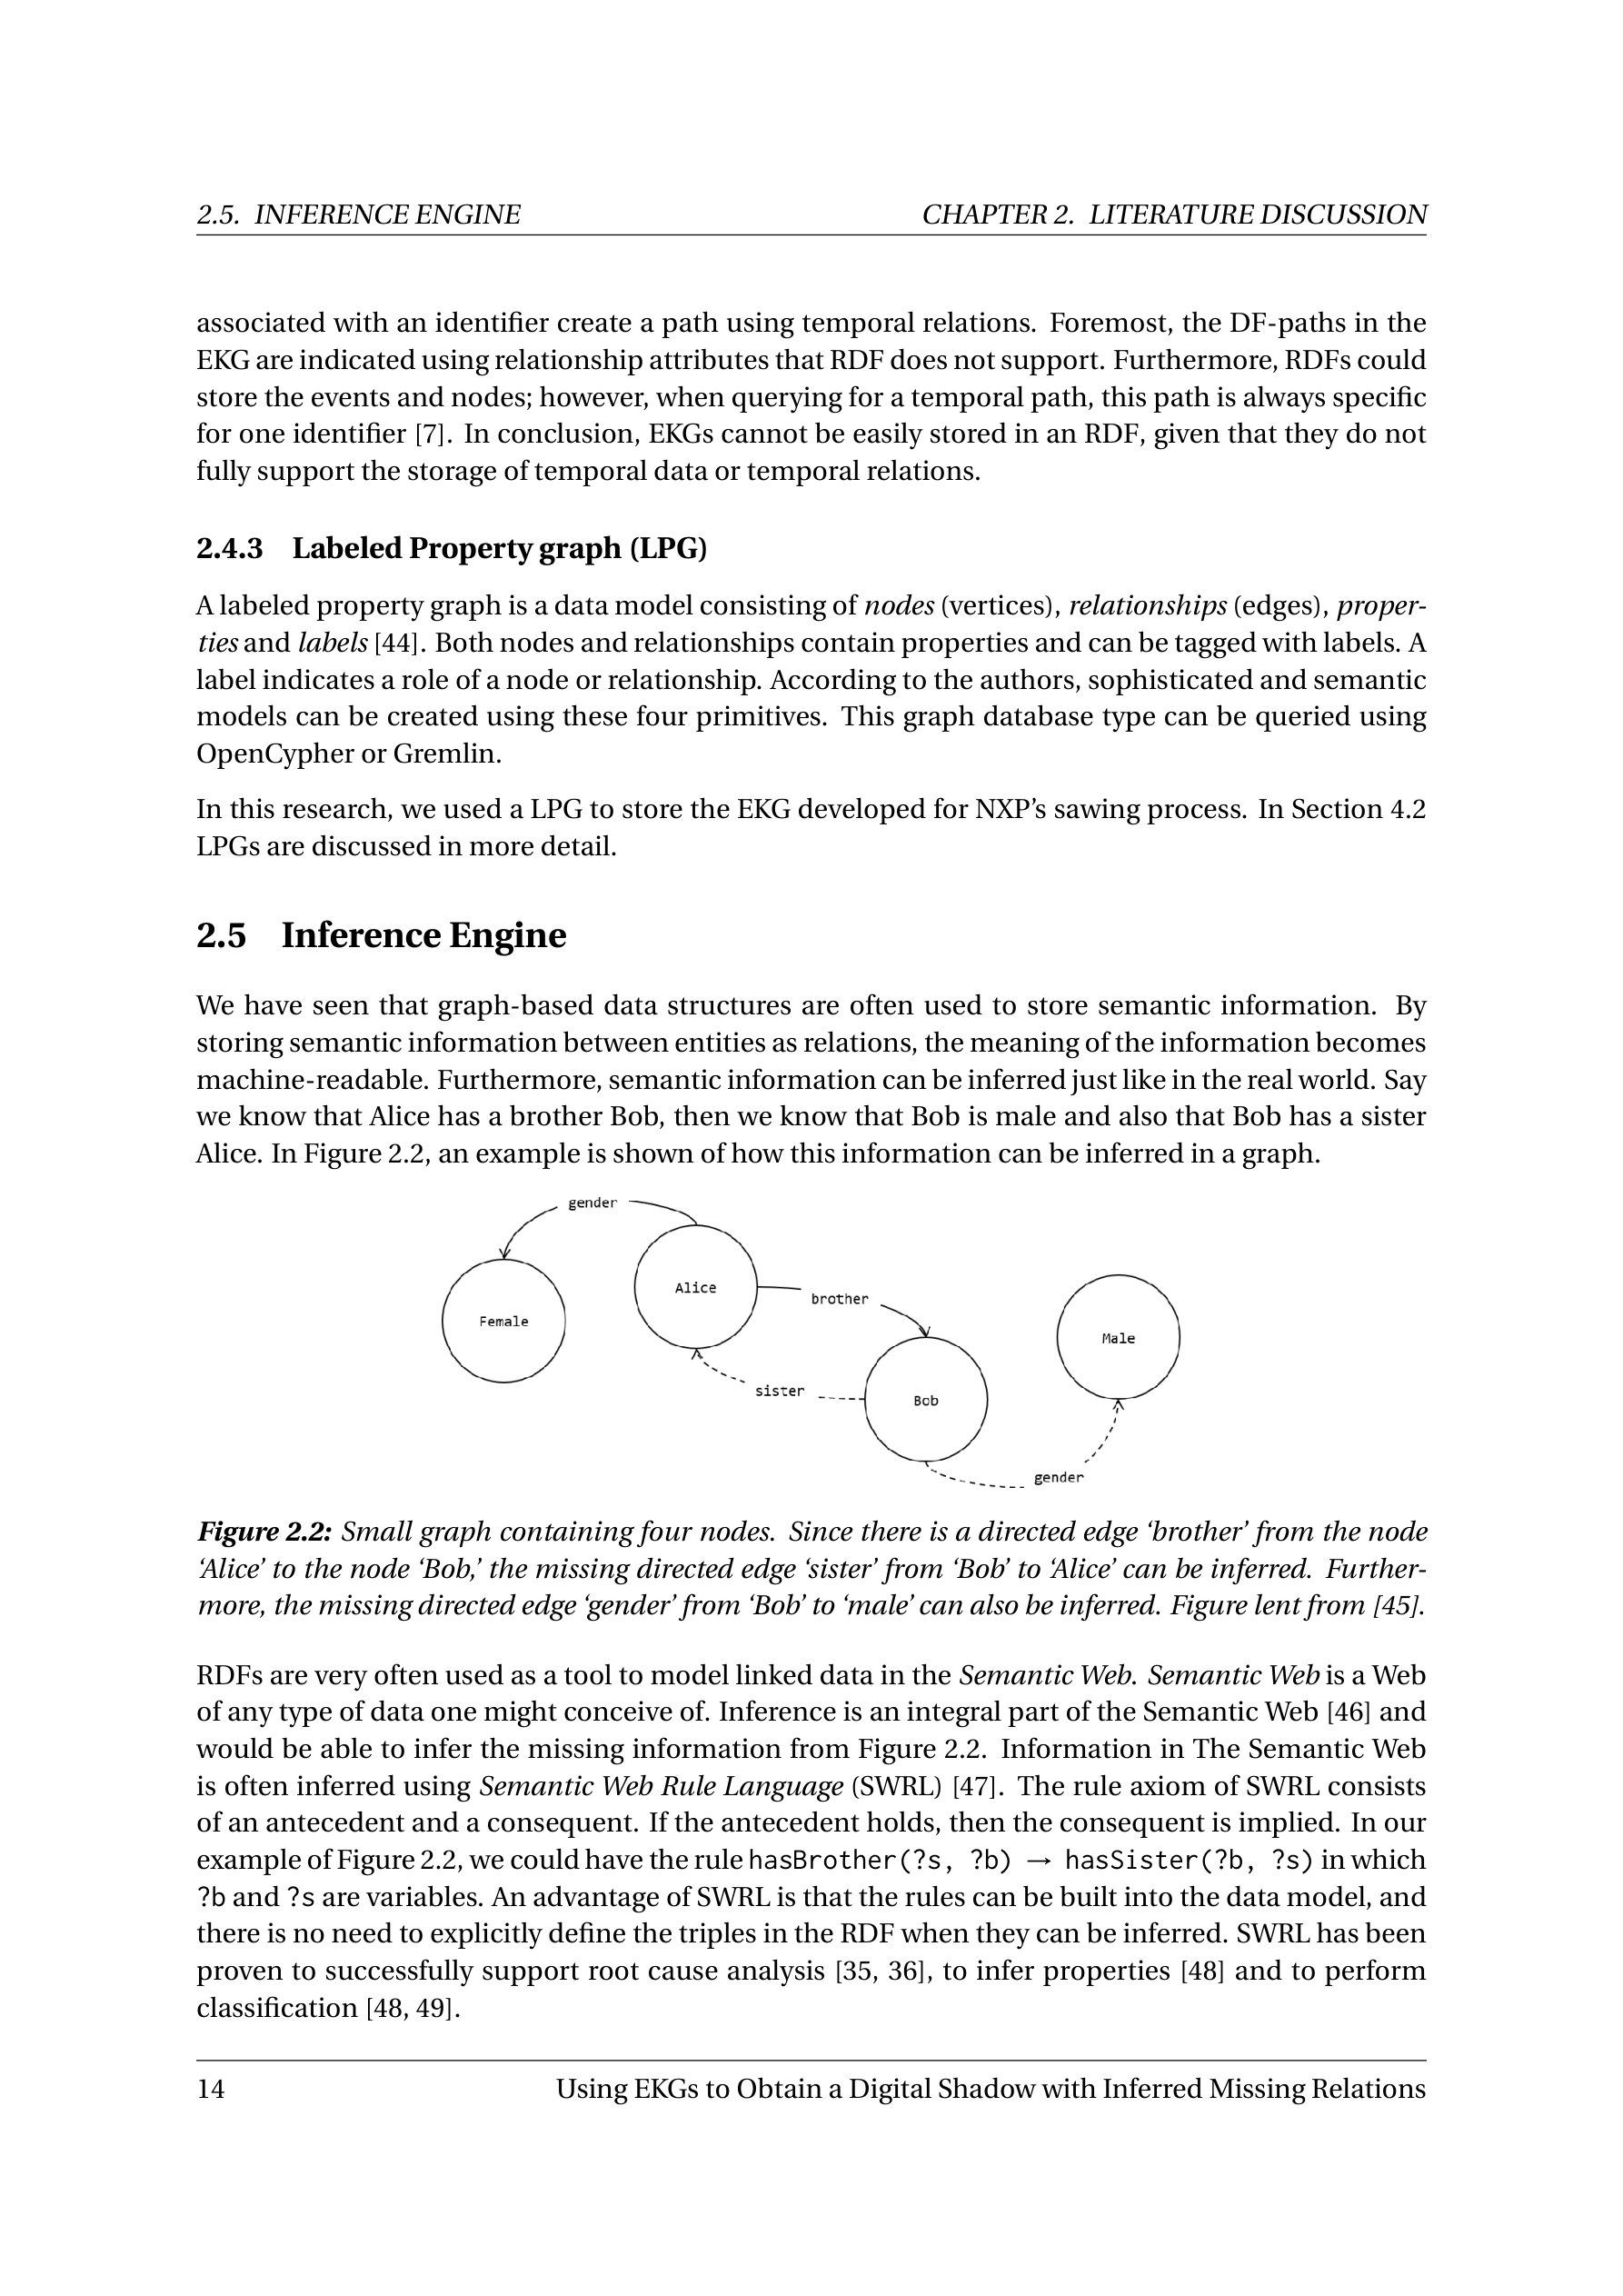 2.5. INFERENCE ENGINE CHAPTER 2. LITERATURE DISCUSSION
associated with an identifier create a path using temporal relations. Foremost, the DF-paths in the
EKG are indicated using relationship attributes that RDF does not support. Furthermore, RDFs could
store the events and nodes; however, when querying for a temporal path, this path is always specific
for one identifier [7]. In conclusion, EKGs cannot be easily stored in an RDF, given that they do not
fully support the storage of temporal data or temporal relations.
2.4.3 Labeled Property graph (LPG)
A labeled property graph is a data model consisting of nodes (vertices), relationships (edges), proper-
ties and labels [44]. Both nodes and relationships contain properties and can be tagged with labels. A
label indicates a role of a node or relationship. According to the authors, sophisticated and semantic
models can be created using these four primitives. This graph database type can be queried using
OpenCypher or Gremlin.
In this research, we used a LPG to store the EKG developed for NXP's sawing process. In Section 4.2
LPGs are discussed in more detail.
2.5 Inference Engine
We have seen that graph-based data structures are often used to store semantic information. By
storing semantic information between entities as relations, the meaning of the information becomes
machine-readable. Furthermore, semantic information can be inferred just like in the real world. Say
we know that Alice has a brother Bob, then we know that Bob is male and also that Bob has a sister
Alice. In Figure 2.2, an example is shown of how this information can be inferred in a graph.
gender
Alice
brother
Female
Male
sister
Bob
gender
Figure 2.2: Small graph containing four nodes. Since there is a directed edge ‘brother’ from the node
‘Alice’ to the node ‘Bob,’ the missing directed edge ‘sister’ from ‘Bob’ to ‘Alice’ can be inferred. Further-
more, the missing directed edge ‘gender’ from ‘Bob’ to ‘male’ can also be inferred. Figure lent from [45].
RDFs are very often used as a tool to model linked data in the Semantic Web. Semantic Web is a Web
of any type of data one might conceive of. Inference is an integral part of the Semantic Web [46] and
would be able to infer the missing information from Figure 2.2. Information in The Semantic Web
is often inferred using Semantic Web Rule Language (SWRL) [47]. The rule axiom of SWRL consists
of an antecedent and a consequent. If the antecedent holds, then the consequent is implied. In our
example of Figure 2.2, we could have the rule hasBrother(?s, ?b) → hasSister(?b, ?s) in which
?b and ?s are variables. An advantage of SWRL is that the rules can be built into the data model, and
there is no need to explicitly define the triples in the RDF when they can be inferred. SWRL has been
proven to successfully support root cause analysis [35, 36], to infer properties [48] and to perform
classification [48, 49].
14 Using EKGs to Obtain a Digital Shadow with Inferred Missing Relations